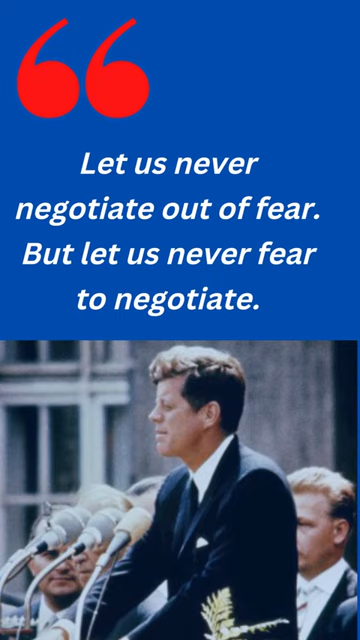 Let us never
negotiate out of fear.
But let us never fear
to negotiate.